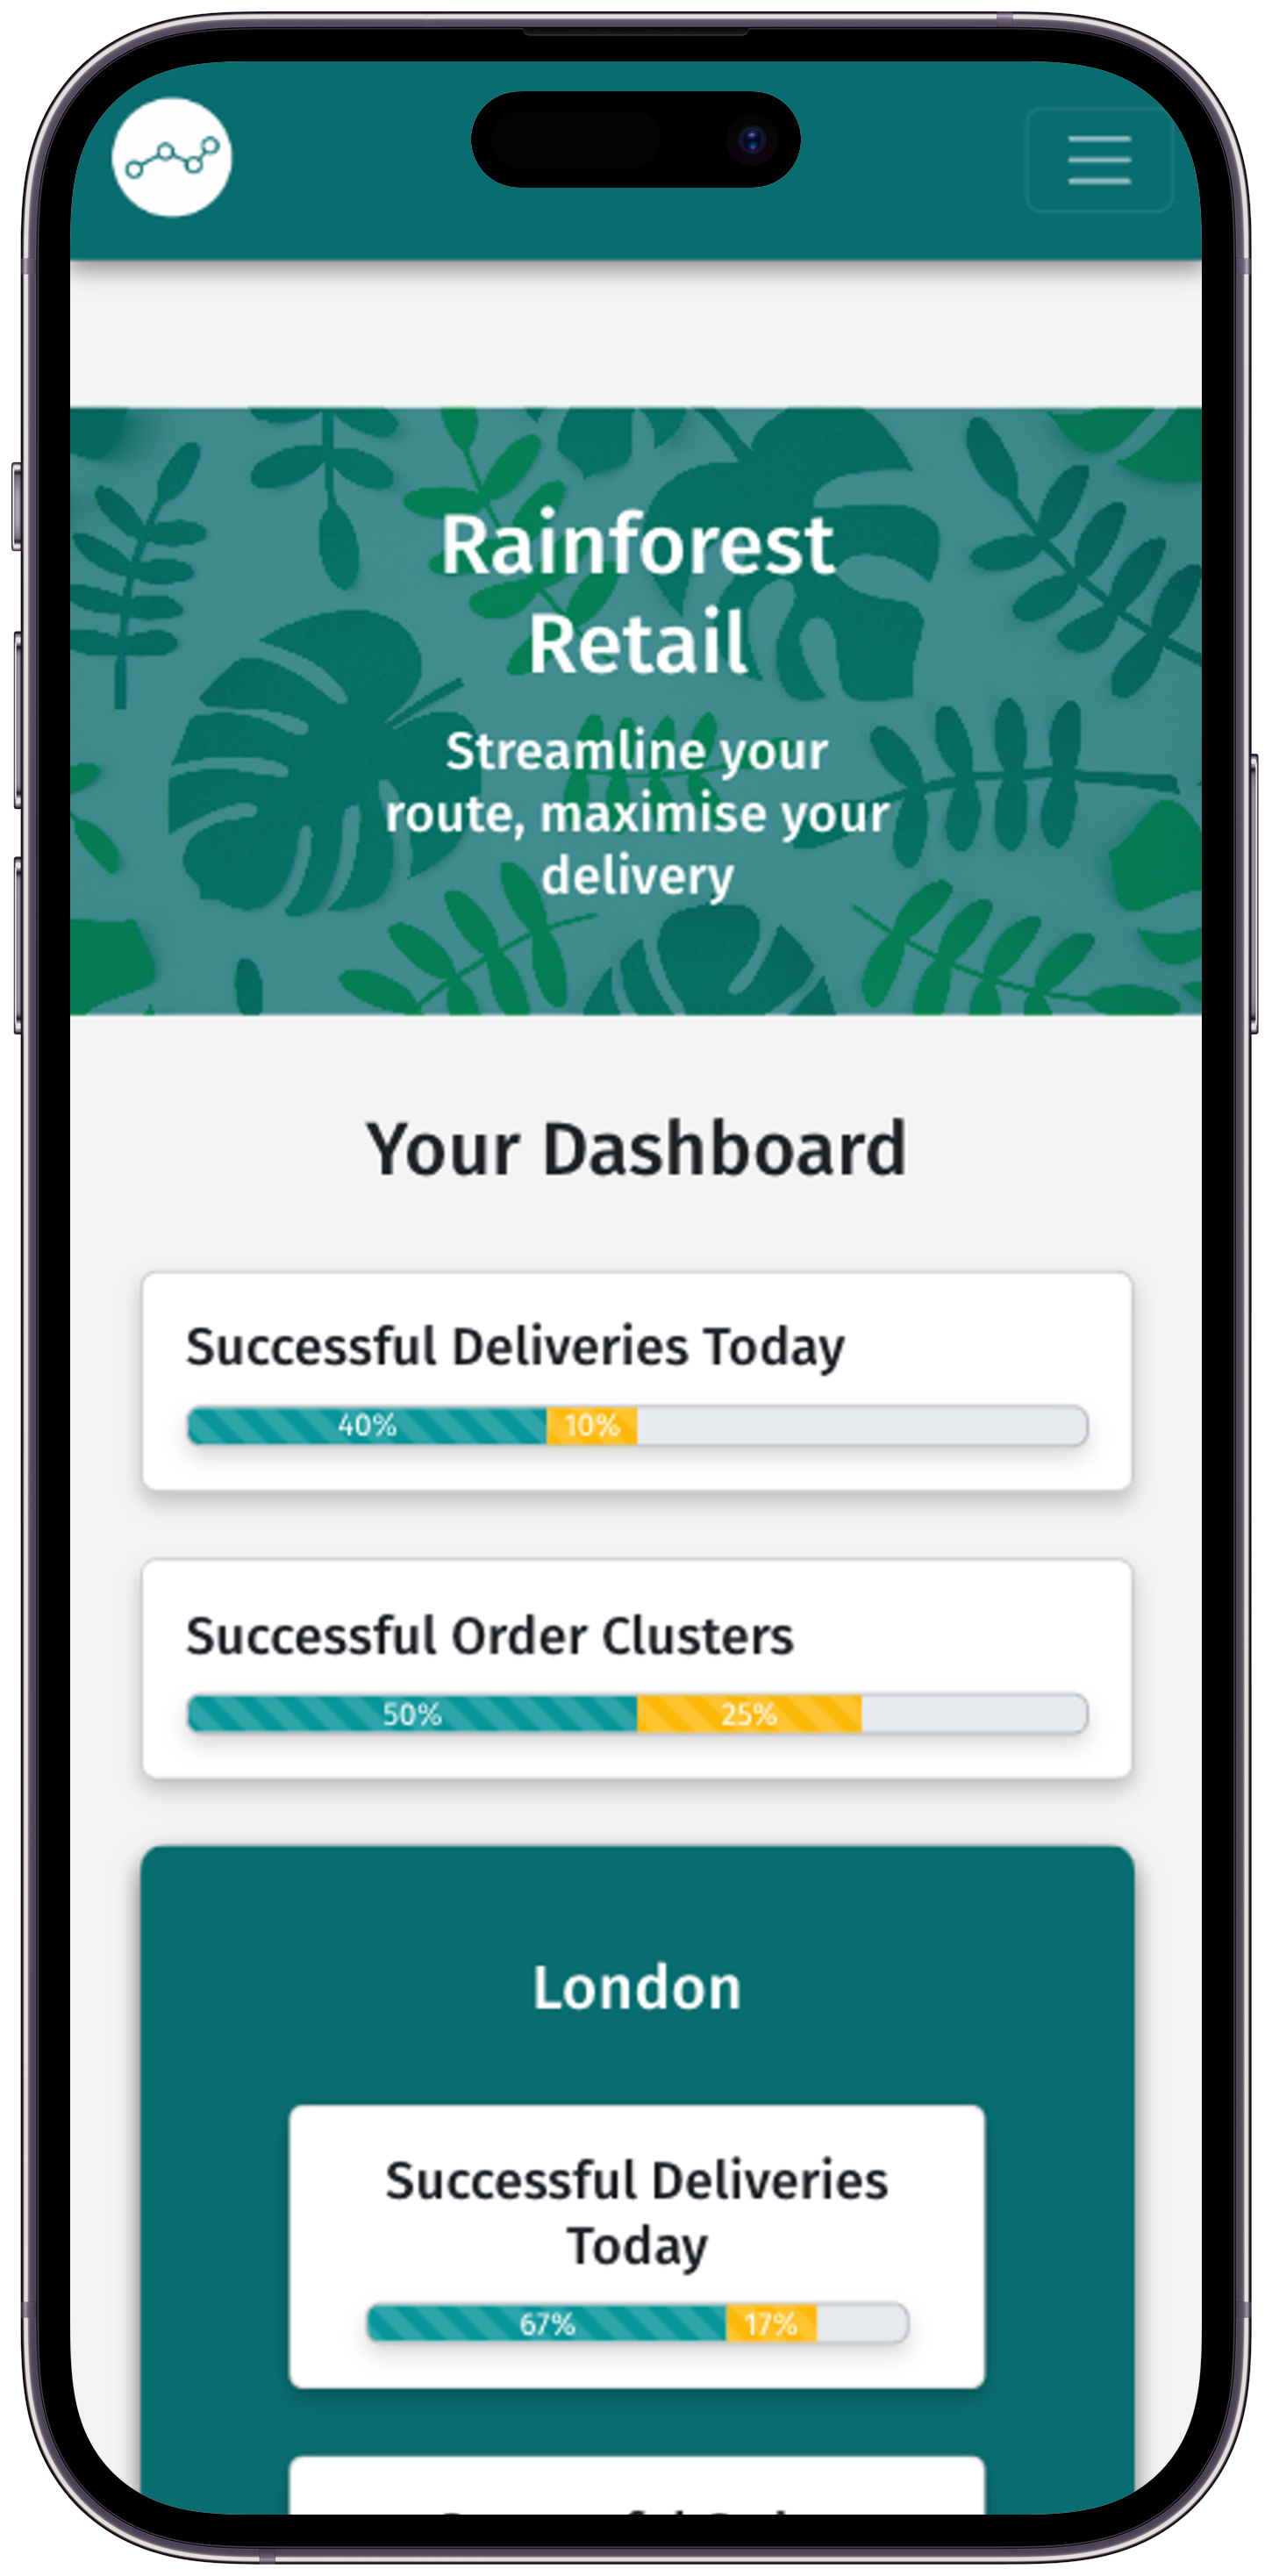 Rainforest
Retail
Streamline your
route, maximise your
delivery
Your Dashboard
Successful Deliveries Today
40% 10%
Successful Order Clusters
50% 25%
London
Successful Deliveries
Today
67% 17%